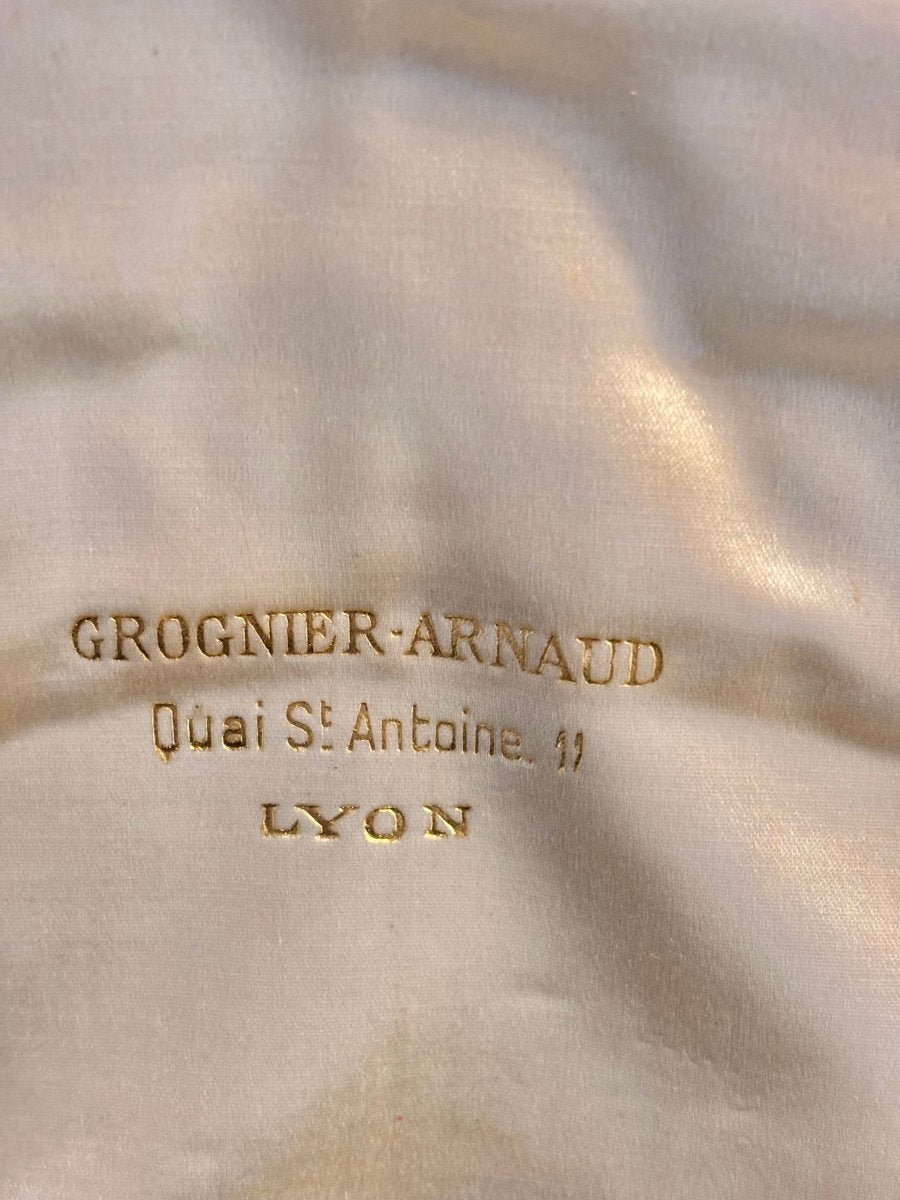 GROGNIER-ARNAUD
Quai St Antoine. 11
LYON